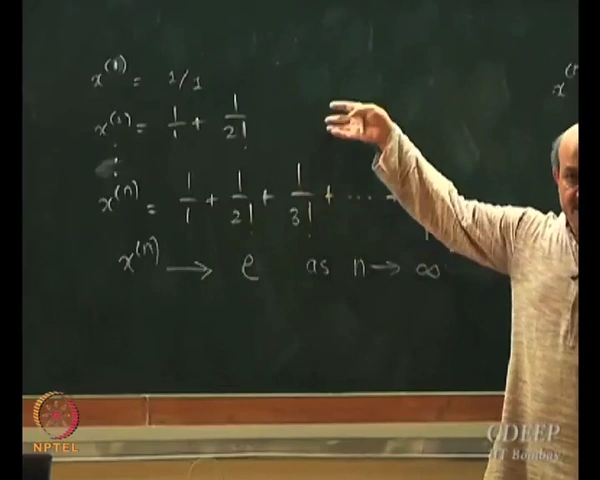 x^(1) = 1/1
x^(2) = 1/1 + 1/2!
⋮
x^(n) = 1/1 + 1/2! + 1/3! + ⋯ +
x^(n) → e as n → ∞
NPTEL
CDEEP
IIT Bombay